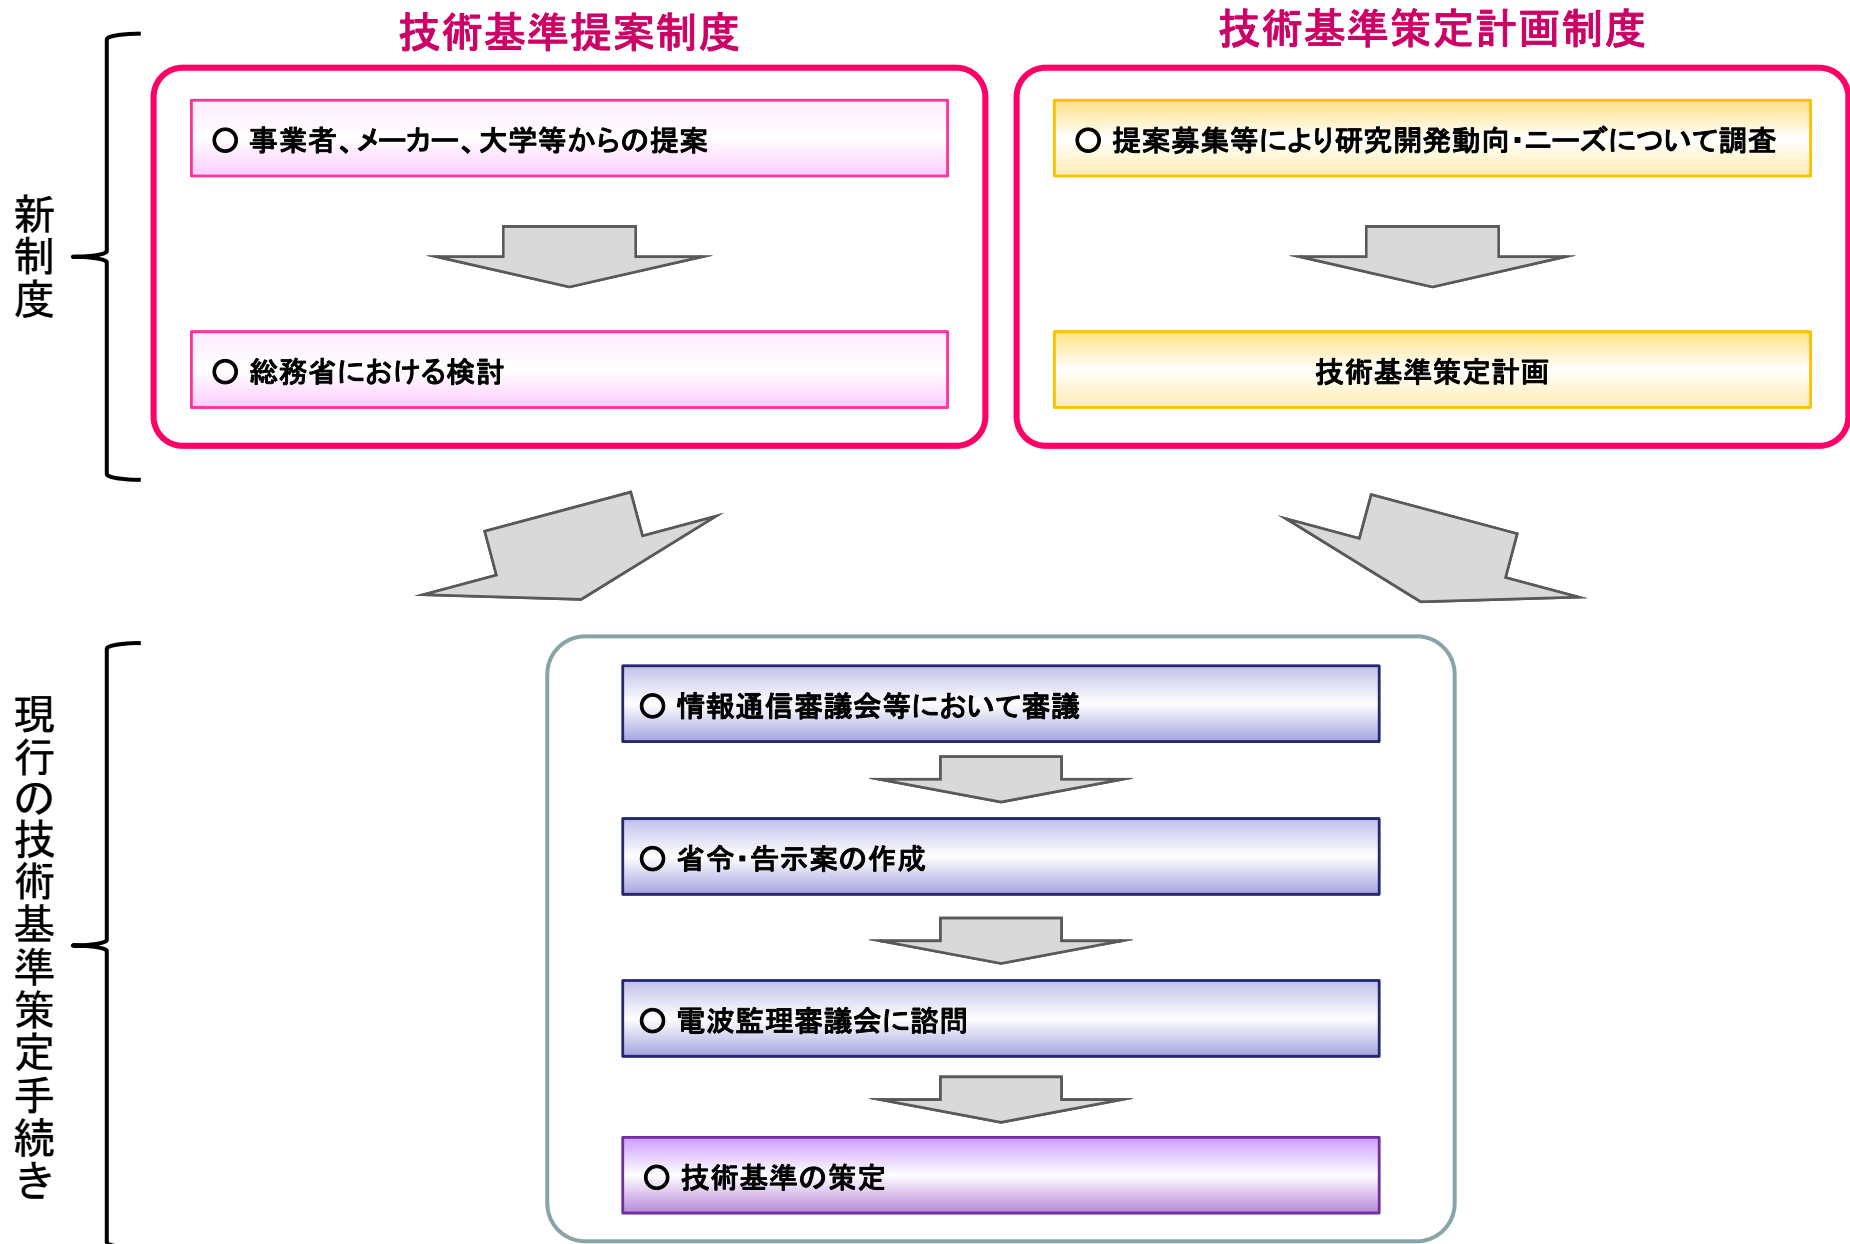 技術基準提案制度
技術基準策定計画制度
新制度
○ 事業者、メーカー、大学等からの提案
○ 総務省における検討
○ 提案募集等により研究開発動向・ニーズについて調査
技術基準策定計画
現行の技術基準策定手続き
○ 情報通信審議会等において審議
○ 省令・告示案の作成
○ 電波監理審議会に諮問
○ 技術基準の策定